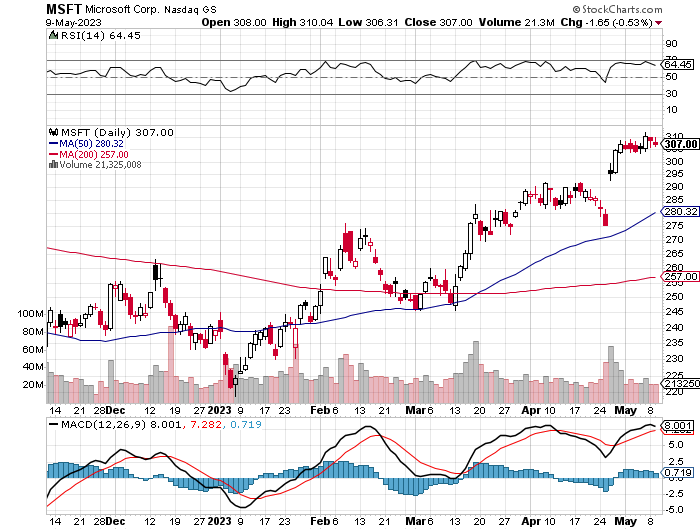 MSFT Microsoft Corp. Nasdaq GS © StockCharts.com
9-May-2023 Open 308.00 High 310.04 Low 306.31 Close 307.00 Volume 21.3M Chg -1.65 (-0.53%)
RSI(14) 64.45
90
70
64.45
50
30
10
MSFT (Daily) 307.00
MA(50) 280.32
MA(200) 257.00
Volume 21,325,008
310
307.00
305
300
295
290
285
280.32
275
270
265
260
257.00
255
250
245
240
235
230
225
220
100M
80M
60M
40M
20M
213250
14 21 28 Dec 12 19 27 2023 9 17 23 Feb 6 13 21 Mar 6 13 20 27 Apr 10 17 24 May 8
MACD(12,26,9) 8.001, 7.282, 0.719
8.001
7.282
5.0
2.5
0.719
-2.5
-5.0
14 21 28 Dec 12 19 27 2023 9 17 23 Feb 6 13 21 Mar 6 13 20 27 Apr 10 17 24 May 8